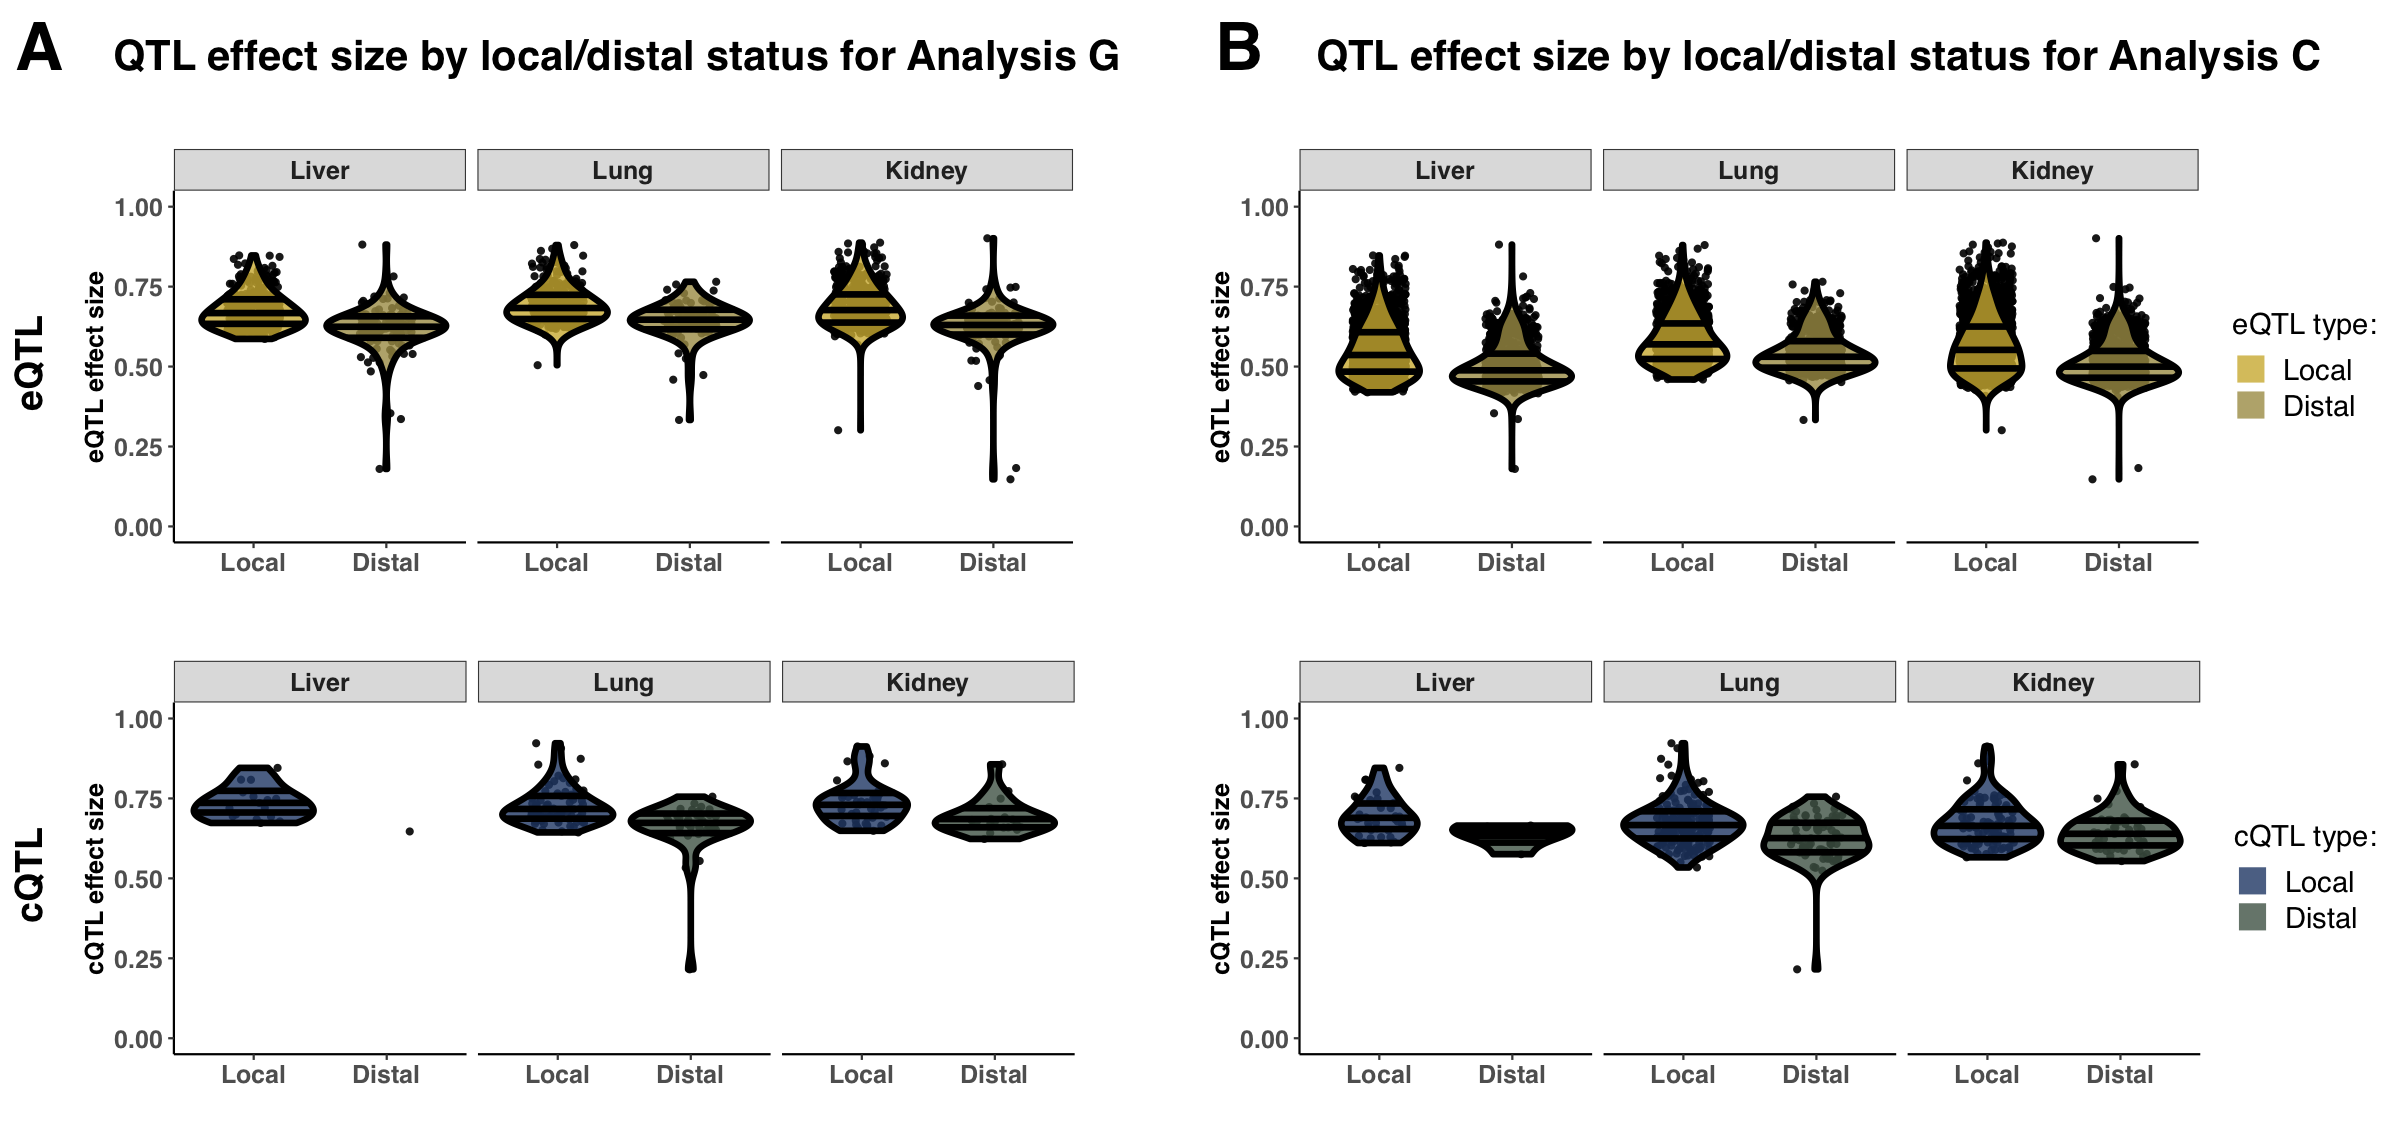 A QTL effect size by local/distal status for Analysis G
eQTL
Liver Lung Kidney
eQTL effect size
1.00
0.75
0.50
0.25
0.00
Local Distal Local Distal Local Distal
cQTL
Liver Lung Kidney
cQTL effect size
1.00
0.75
0.50
0.25
0.00
Local Distal Local Distal Local Distal
B QTL effect size by local/distal status for Analysis C
Liver Lung Kidney
eQTL effect size
1.00
0.75
0.50
0.25
0.00
Local Distal Local Distal Local Distal
eQTL type:
Local
Distal
Liver Lung Kidney
cQTL effect size
1.00
0.75
0.50
0.25
0.00
Local Distal Local Distal Local Distal
cQTL type:
Local
Distal